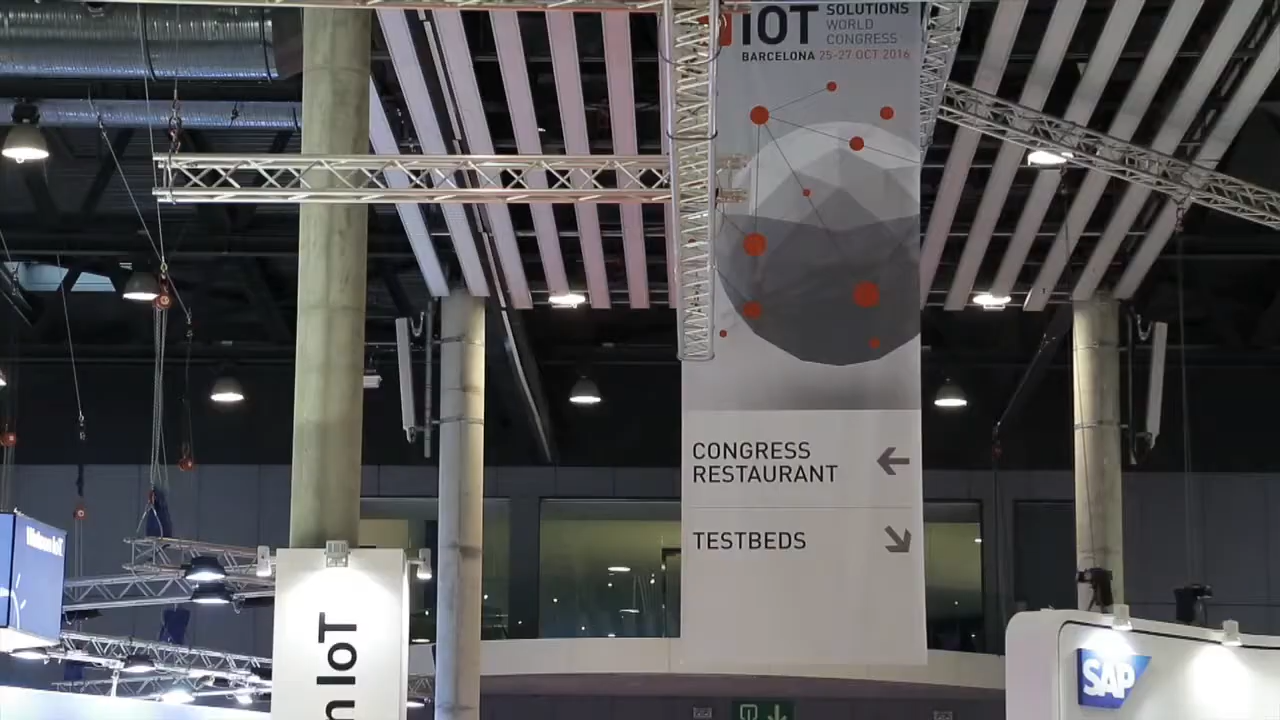 IOT
SOLUTIONS
WORLD
CONGRESS
BARCELONA 25-27 OCT 2016
CONGRESS
RESTAURANT
TESTBEDS
IoT
SAP